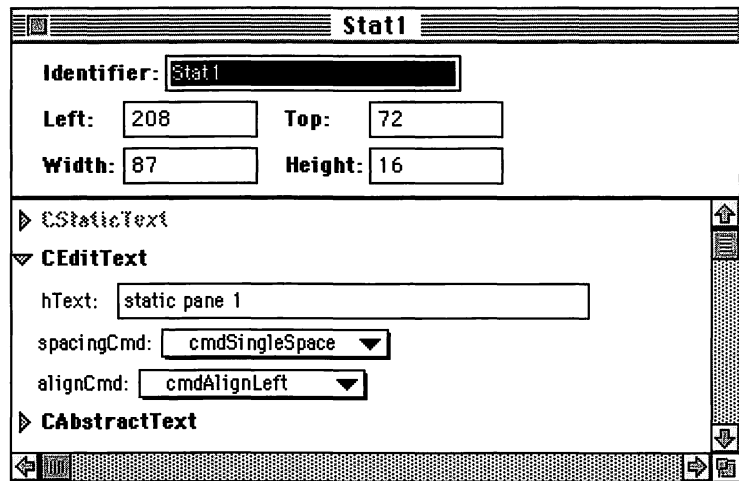 Stat1
Identifier: Stat1
Left: 208 Top: 72
Width: 87 Height: 16
CStaticText
CEditText
hText: static pane 1
spacingCmd: cmdSingleSpace
alignCmd: cmdAlignLeft
CAbstractText